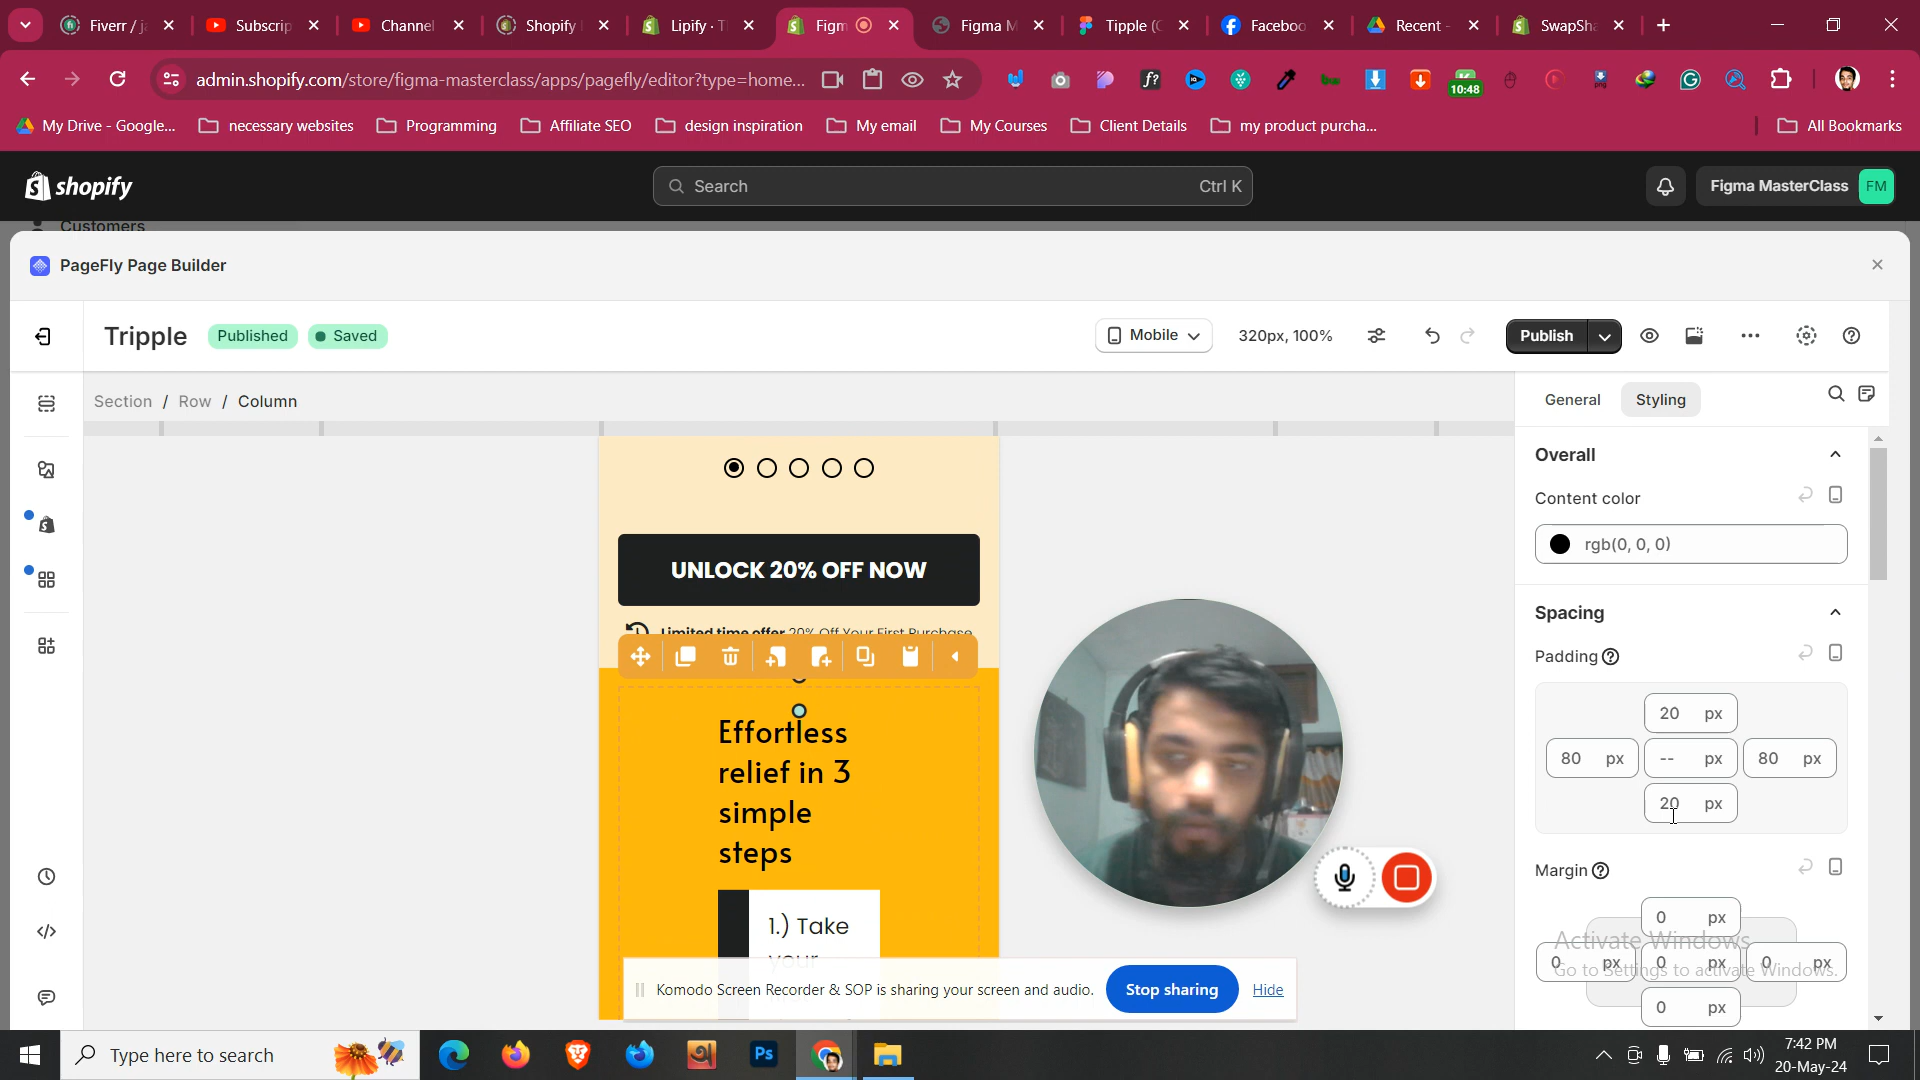 Fiverr / ja
Subscrip
Channel
Shopify
Lipify · T
Figm
Figma M
Tipple (C
Faceboo
Recent -
SwapSha
admin.shopify.com/store/figma-masterclass/apps/pagefly/editor?type=home...
10:48
My Drive - Google...
necessary websites
Programming
Affiliate SEO
design inspiration
My email
My Courses
Client Details
my product purcha...
All Bookmarks
shopify
Search
Ctrl K
Figma MasterClass
FM
Customers
PageFly Page Builder
Tripple
Published
Saved
Mobile
320px, 100%
Publish
Section / Row / Column
General
Styling
Overall
Content color
rgb(0, 0, 0)
UNLOCK 20% OFF NOW
Limited time offer 20% Off Your First Purchase
Spacing
Padding
20 px
80 px
-- px
80 px
20 px
Effortless
relief in 3
simple
steps
1.) Take
your
Margin
0 px
0 px
0 px
0 px
0 px
Activate Windows
Go to Settings to activate Windows.
Komodo Screen Recorder & SOP is sharing your screen and audio.
Stop sharing
Hide
Type here to search
Ps
7:42 PM
20-May-24